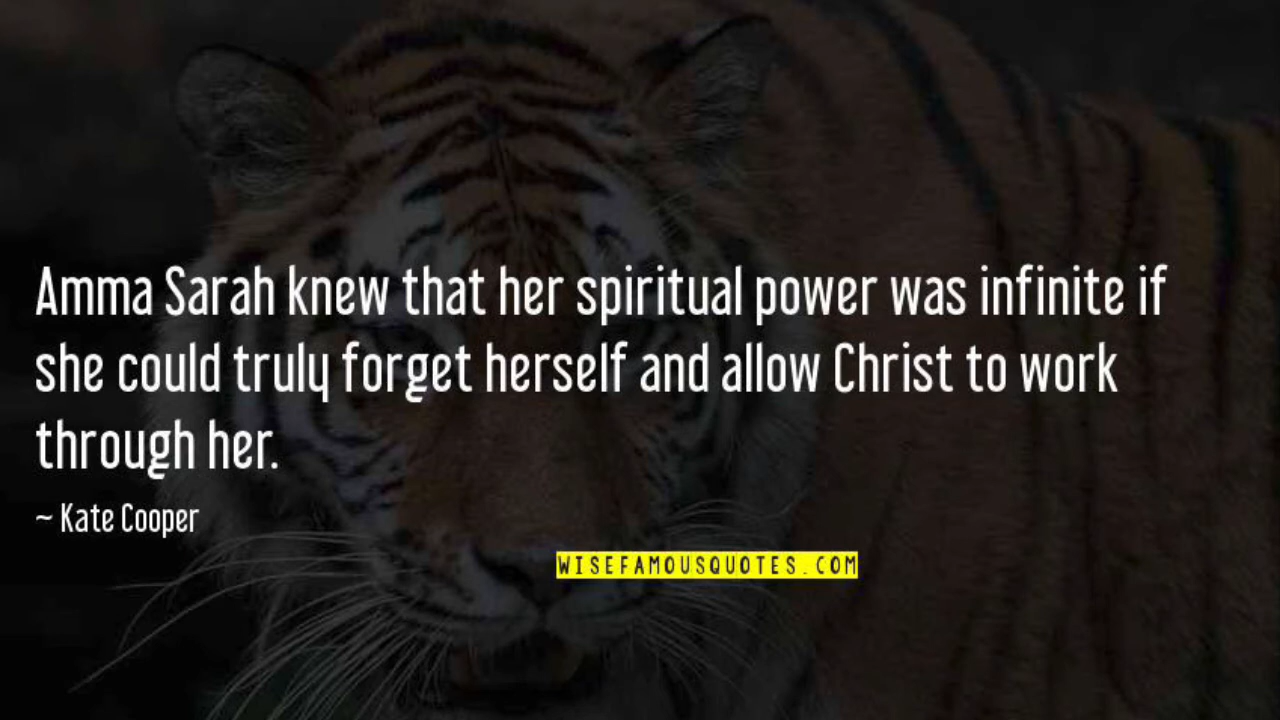 Amma Sarah knew that her spiritual power was infinite if
she could truly forget herself and allow Christ to work
through her.
~ Kate Cooper
WISEFAMOUSQUOTES.COM